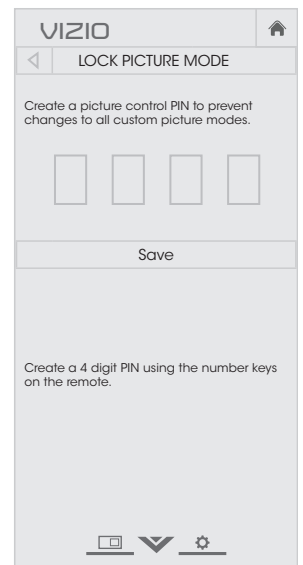 VIZIO
LOCK PICTURE MODE
Create a picture control PIN to prevent
changes to all custom picture modes.
Save
Create a 4 digit PIN using the number keys
on the remote.